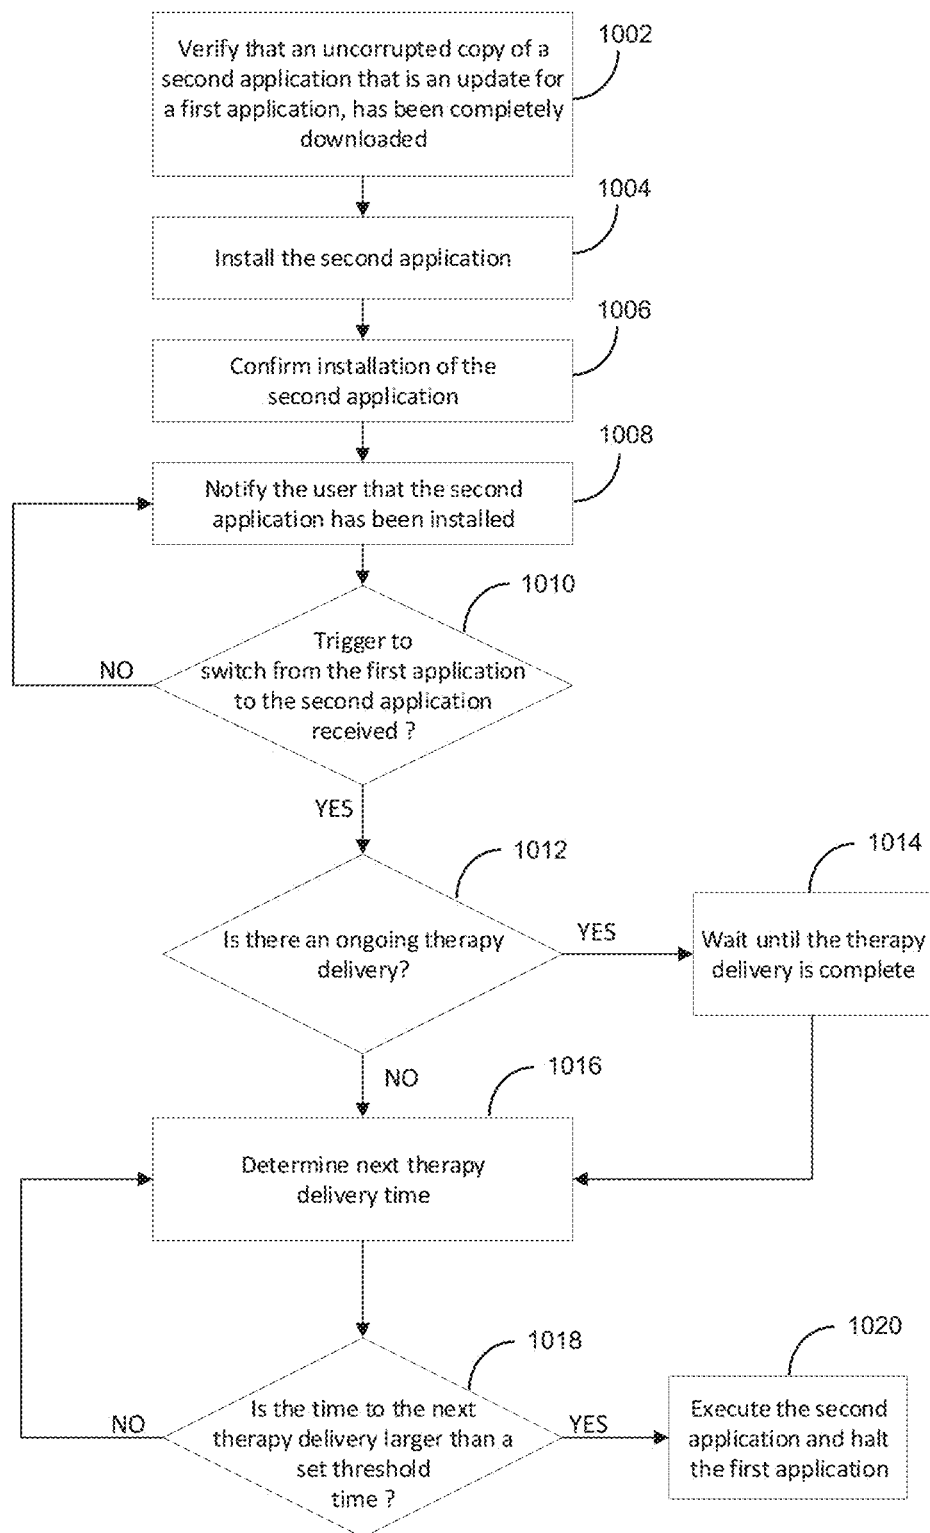 1002
Verify that an uncorrupted copy of a
second application that is an update for
a first application, has been completely
downloaded
1004
Install the second application
1006
Confirm installation of the
second application
1008
Notify the user that the second
application has been installed
1010
Trigger to
switch from the first application
to the second application
received ?
NO
YES
1012
Is there an ongoing therapy
delivery?
YES
1014
Wait until the therapy
delivery is complete
NO
1016
Determine next therapy
delivery time
1018
Is the time to the next
therapy delivery larger than a
set threshold
time ?
NO
YES
1020
Execute the second
application and halt
the first application